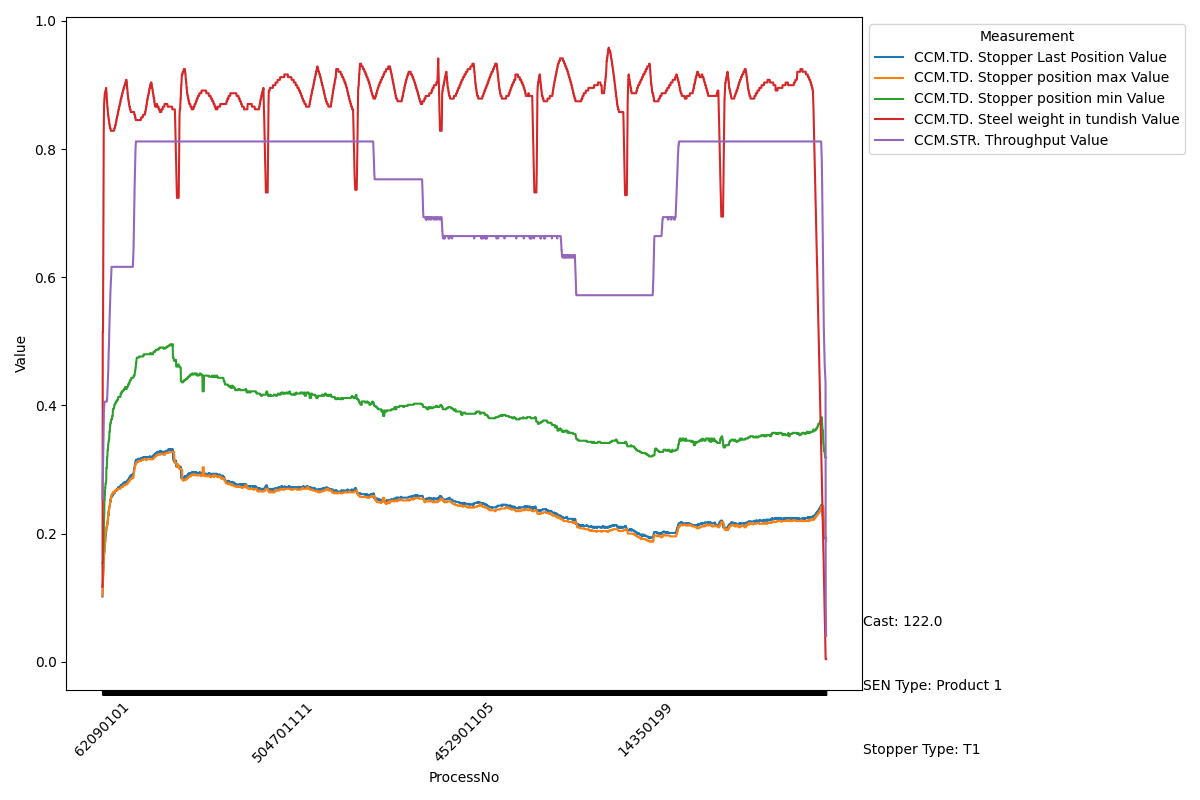 Measurement
CCM.TD. Stopper Last Position Value
CCM.TD. Stopper position max Value
CCM.TD. Stopper position min Value
CCM.TD. Steel weight in tundish Value
CCM.STR. Throughput Value
1.0
0.8
0.6
0.4
0.2
0.0
Value
Cast: 122.0
SEN Type: Product 1
Stopper Type: T1
62090101
504701111
452901105
14350199
ProcessNo